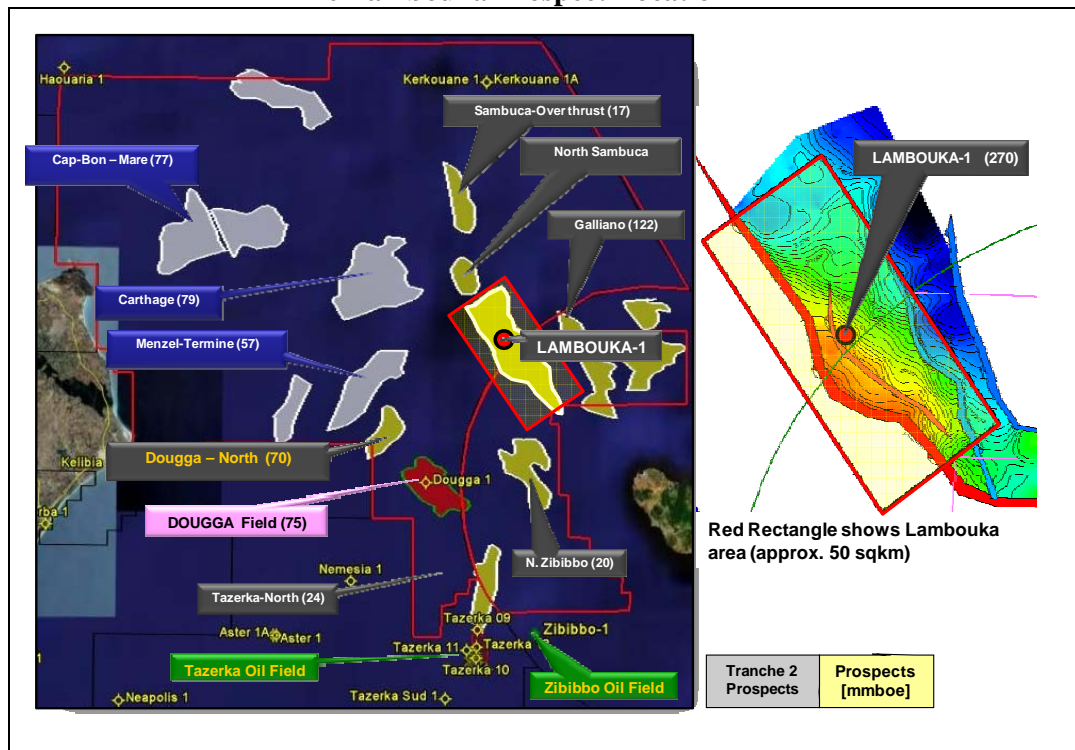 Haouaria 1
Kerkouane 1
Kerkouane 1A
Sambuca-Over thrust (17)
North Sambuca
Cap-Bon – Mare (77)
Galliano (122)
LAMBOUKA-1 (270)
Carthage (79)
Menzel-Termine (57)
LAMBOUKA-1
Kelibia
Dougga – North (70)
Dougga 1
DOUGGA Field (75)
rba 1
N. Zibibbo (20)
Nemesia 1
Tazerka-North (24)
Red Rectangle shows Lambouka
area (approx. 50 sqkm)
Tazerka 09
Aster 1A
Aster 1
Zibibbo-1
Tazerka 11
Tazerka 10
Tazerka Oil Field
Zibibbo Oil Field
Neapolis 1
Tazerka Sud 1
Tranche 2
Prospects
Prospects
[mmboe]